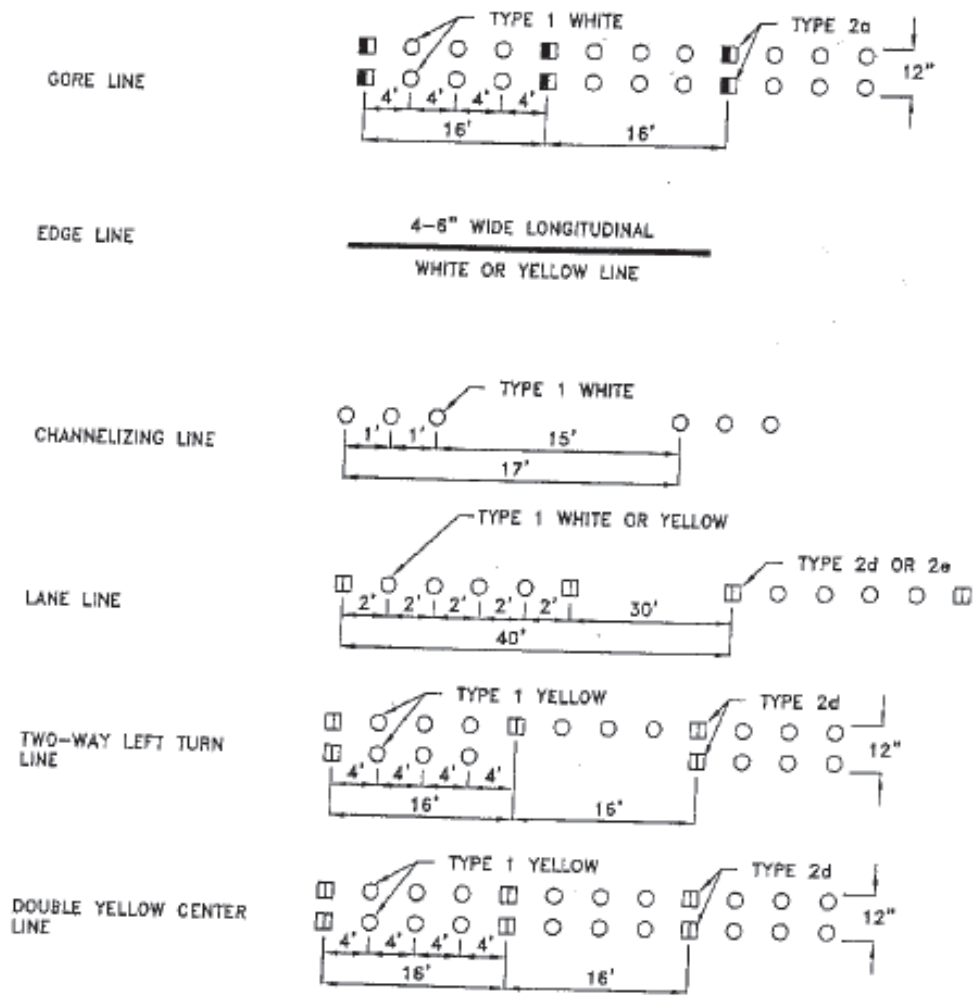 TYPE 1 WHITE
TYPE 2a
GORE LINE
12"
4' 4' 4' 4'
16' 16'
EDGE LINE
4-6" WIDE LONGITUDINAL
WHITE OR YELLOW LINE
CHANNELIZING LINE
TYPE 1 WHITE
1' 1' 15'
17'
LANE LINE
TYPE 1 WHITE OR YELLOW
TYPE 2d OR 2e
2' 2' 2' 2' 2' 30'
40'
TWO-WAY LEFT TURN
LINE
TYPE 1 YELLOW
TYPE 2d
12"
4' 4' 4' 4'
16' 16'
DOUBLE YELLOW CENTER
LINE
TYPE 1 YELLOW
TYPE 2d
12"
4' 4' 4' 4'
16' 16'